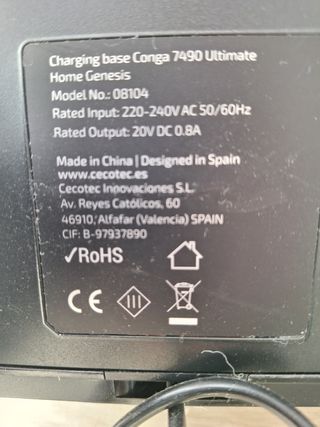 Charging base Conga 7490 Ultimate
Home Genesis
Model No.: 08104
Rated Input: 220-240V AC 50/60Hz
Rated Output: 20V DC 0.8A
Made in China | Designed in Spain
www.cecotec.es
Cecotec Innovaciones S.L.
Av. Reyes Católicos, 60
46910, Alfafar (Valencia) SPAIN
CIF: B-97937890
✓RoHS
CE
III